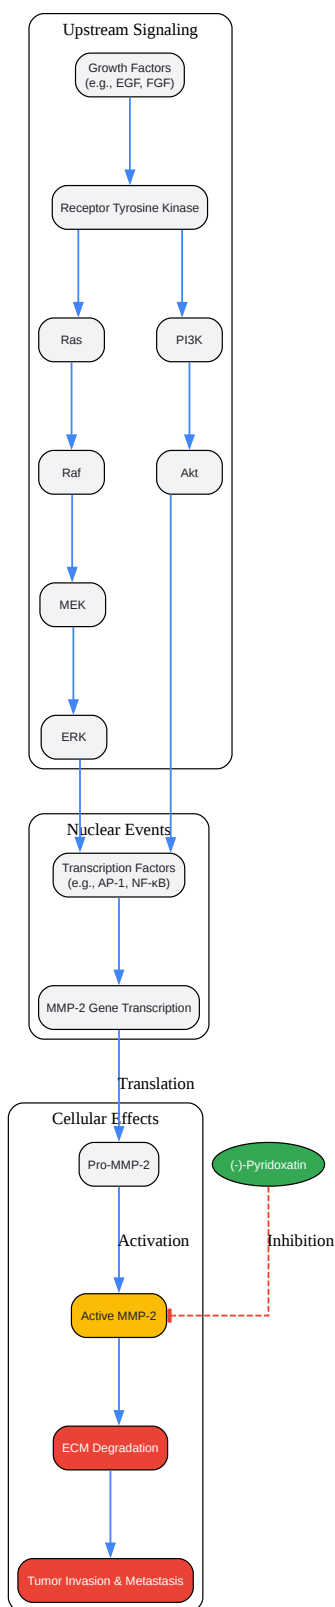 Upstream Signaling
Growth Factors
(e.g., EGF, FGF)
Receptor Tyrosine Kinase
Ras
PI3K
Raf
Akt
MEK
ERK
Nuclear Events
Transcription Factors
(e.g., AP-1, NF-κB)
MMP-2 Gene Transcription
Translation
Cellular Effects
Pro-MMP-2
(-)-Pyridoxatin
Activation
Inhibition
Active MMP-2
ECM Degradation
Tumor Invasion & Metastasis